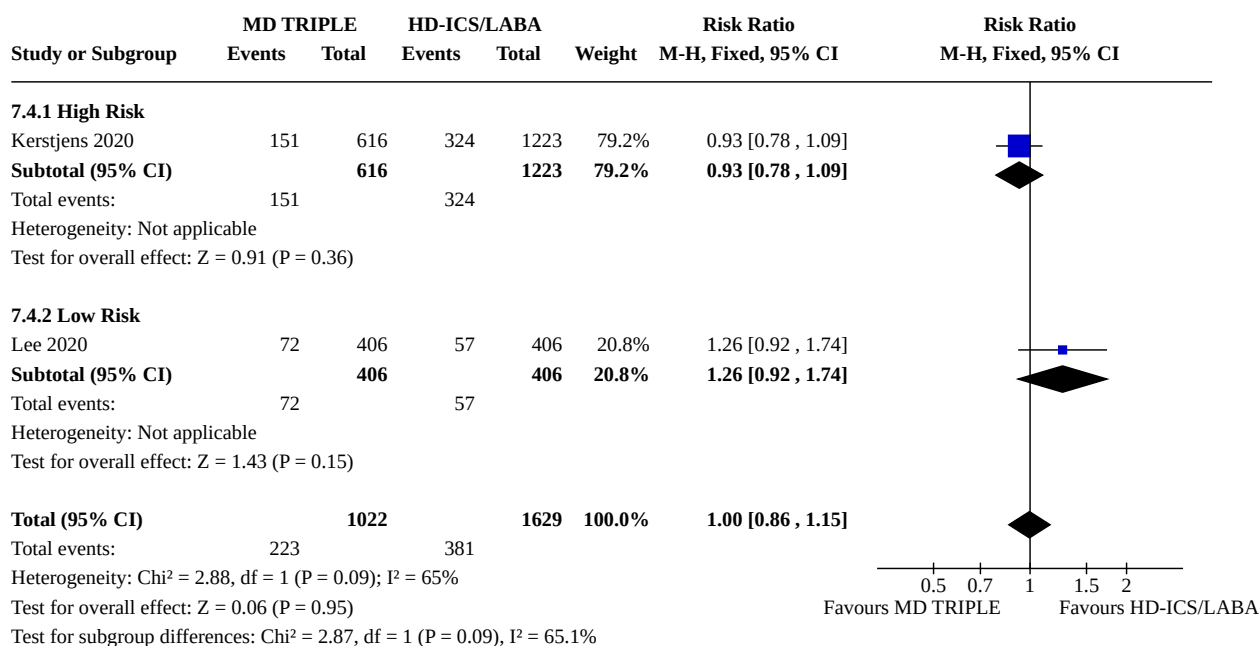 MD TRIPLE HD-ICS/LABA Risk Ratio Risk Ratio
Study or Subgroup Events Total Events Total Weight M-H, Fixed, 95% CI M-H, Fixed, 95% CI
7.4.1 High Risk
Kerstjens 2020 151 616 324 1223 79.2% 0.93 [0.78 , 1.09]
Subtotal (95% CI) 616 1223 79.2% 0.93 [0.78 , 1.09]
Total events: 151 324
Heterogeneity: Not applicable
Test for overall effect: Z = 0.91 (P = 0.36)
7.4.2 Low Risk
Lee 2020 72 406 57 406 20.8% 1.26 [0.92 , 1.74]
Subtotal (95% CI) 406 406 20.8% 1.26 [0.92 , 1.74]
Total events: 72 57
Heterogeneity: Not applicable
Test for overall effect: Z = 1.43 (P = 0.15)
Total (95% CI) 1022 1629 100.0% 1.00 [0.86 , 1.15]
Total events: 223 381
Heterogeneity: Chi² = 2.88, df = 1 (P = 0.09); I² = 65%
0.5 0.7 1 1.5 2
Test for overall effect: Z = 0.06 (P = 0.95) Favours MD TRIPLE Favours HD-ICS/LABA
Test for subgroup differences: Chi² = 2.87, df = 1 (P = 0.09), I² = 65.1%